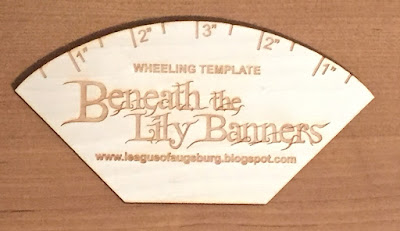 1" 2" 3" 2" 1"
WHEELING TEMPLATE
Beneath the
Lily Banners
www.leagueofaugsburg.blogspot.com